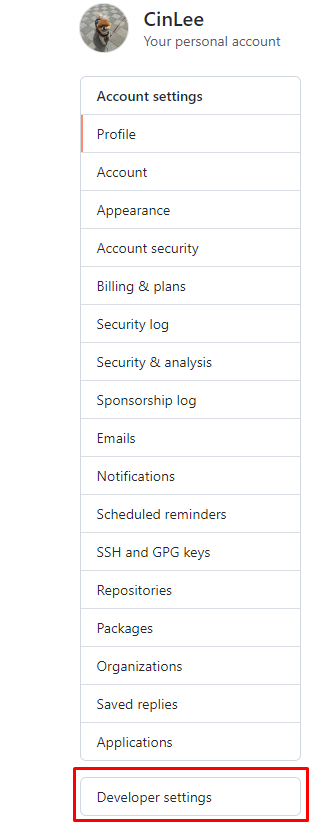 CinLee
Your personal account
Account settings
Profile
Account
Appearance
Account security
Billing & plans
Security log
Security & analysis
Sponsorship log
Emails
Notifications
Scheduled reminders
SSH and GPG keys
Repositories
Packages
Organizations
Saved replies
Applications
Developer settings